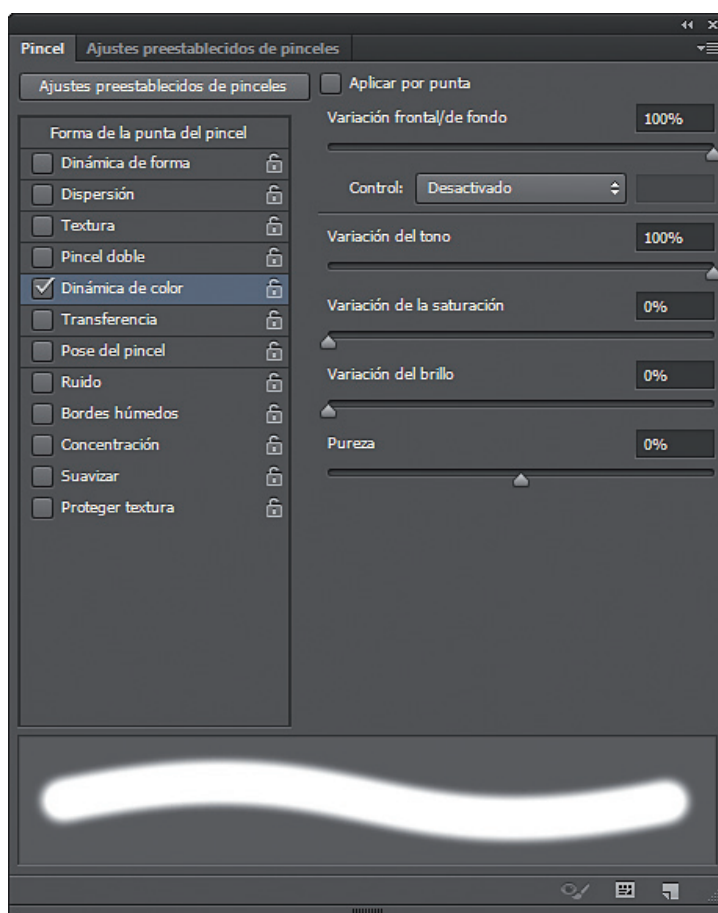 Pincel
Ajustes preestablecidos de pinceles
Ajustes preestablecidos de pinceles
Forma de la punta del pincel
Dinámica de forma
Dispersión
Textura
Pincel doble
Dinámica de color
Transferencia
Pose del pincel
Ruido
Bordes húmedos
Concentración
Suavizar
Proteger textura
Aplicar por punta
Variación frontal/de fondo 100%
Control: Desactivado
Variación del tono 100%
Variación de la saturación 0%
Variación del brillo 0%
Pureza 0%